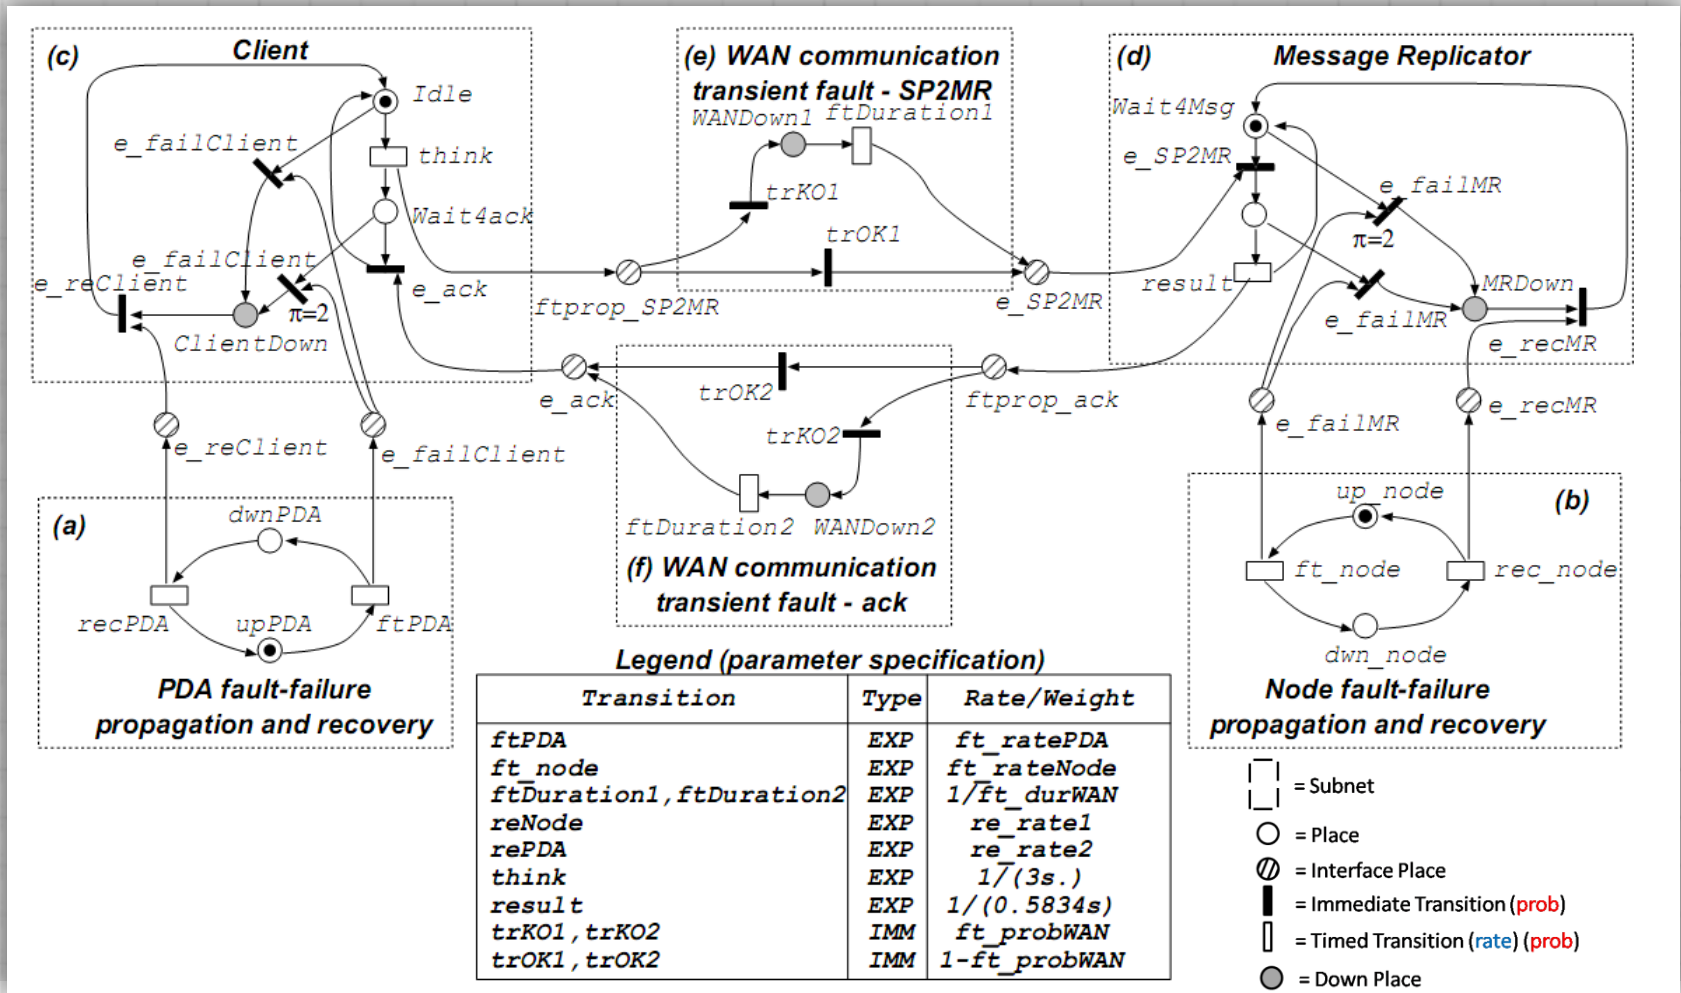 (c)
Client
Idle
e_failClient
think
Wait4ack
e_failClient
e_reClient
e_ack
π=2
ClientDown
(e) WAN communication
transient fault - SP2MR
WANDown1
ftDuration1
trKO1
trOK1
ftprop_SP2MR
e_SP2MR
(d)
Message Replicator
Wait4Msg
e_SP2MR
e_failMR
π=2
result
MRDown
e_failMR
e_recMR
e_ack
trOK2
ftprop_ack
trKO2
ftDuration2
WANDown2
(f) WAN communication
transient fault - ack
e_reClient
e_failClient
e_failMR
e_recMR
(a)
dwnPDA
recPDA
upPDA
ftPDA
PDA fault-failure
propagation and recovery
(b)
up_node
ft_node
rec_node
dwn_node
Node fault-failure
propagation and recovery
Legend (parameter specification)
Transition Type Rate/Weight
ftPDA EXP ft_ratePDA
ft_node EXP ft_rateNode
ftDuration1,ftDuration2 EXP 1/ft_durWAN
reNode EXP re_rate1
rePDA EXP re_rate2
think EXP 1/(3s.)
result EXP 1/(0.5834s)
trKO1,trKO2 IMM ft_probWAN
trOK1,trOK2 IMM 1-ft_probWAN
= Subnet
= Place
= Interface Place
= Immediate Transition (prob)
= Timed Transition (rate) (prob)
= Down Place